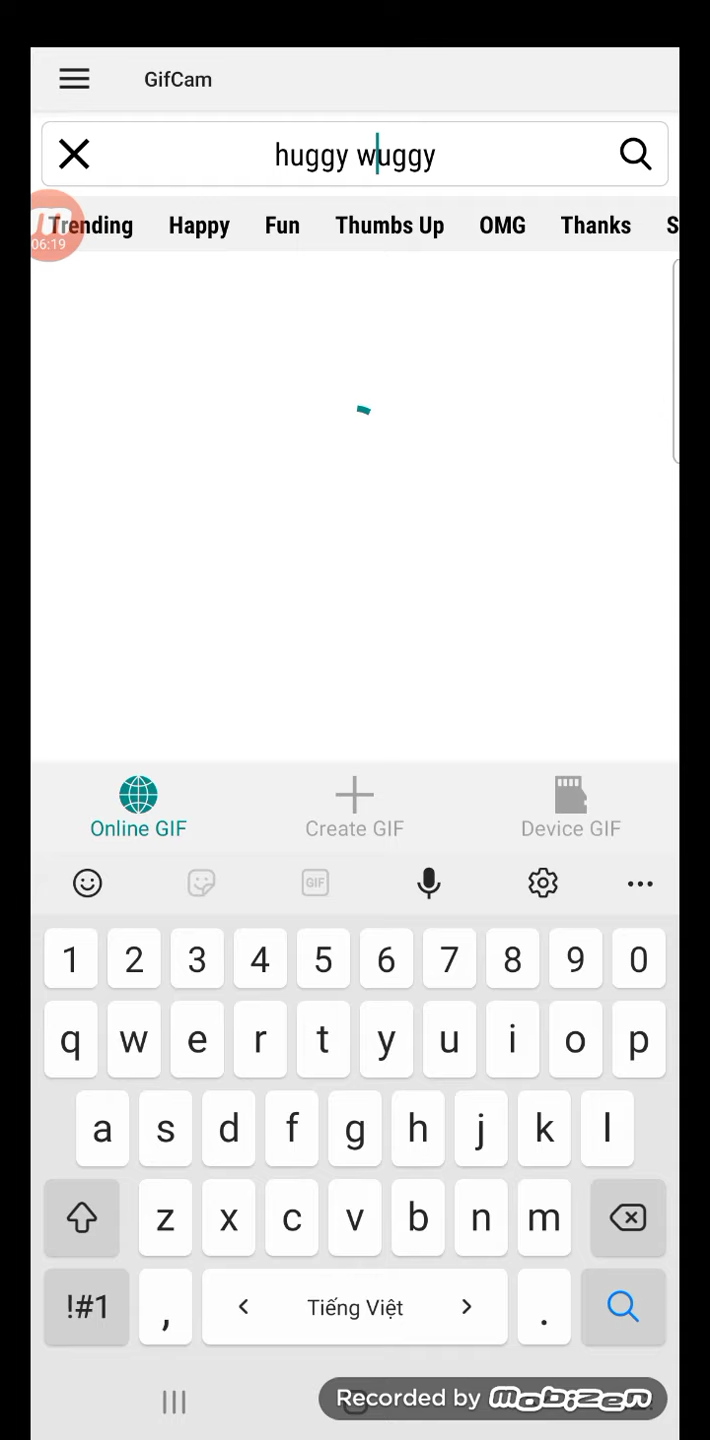 GifCam
huggy wuggy
Trending Happy Fun Thumbs Up OMG Thanks S
06:19
Online GIF Create GIF Device GIF
GIF
1 2 3 4 5 6 7 8 9 0
q w e r t y u i o p
a s d f g h j k l
z x c v b n m
!#1 , < Tiếng Việt > .
Recorded by mobizen